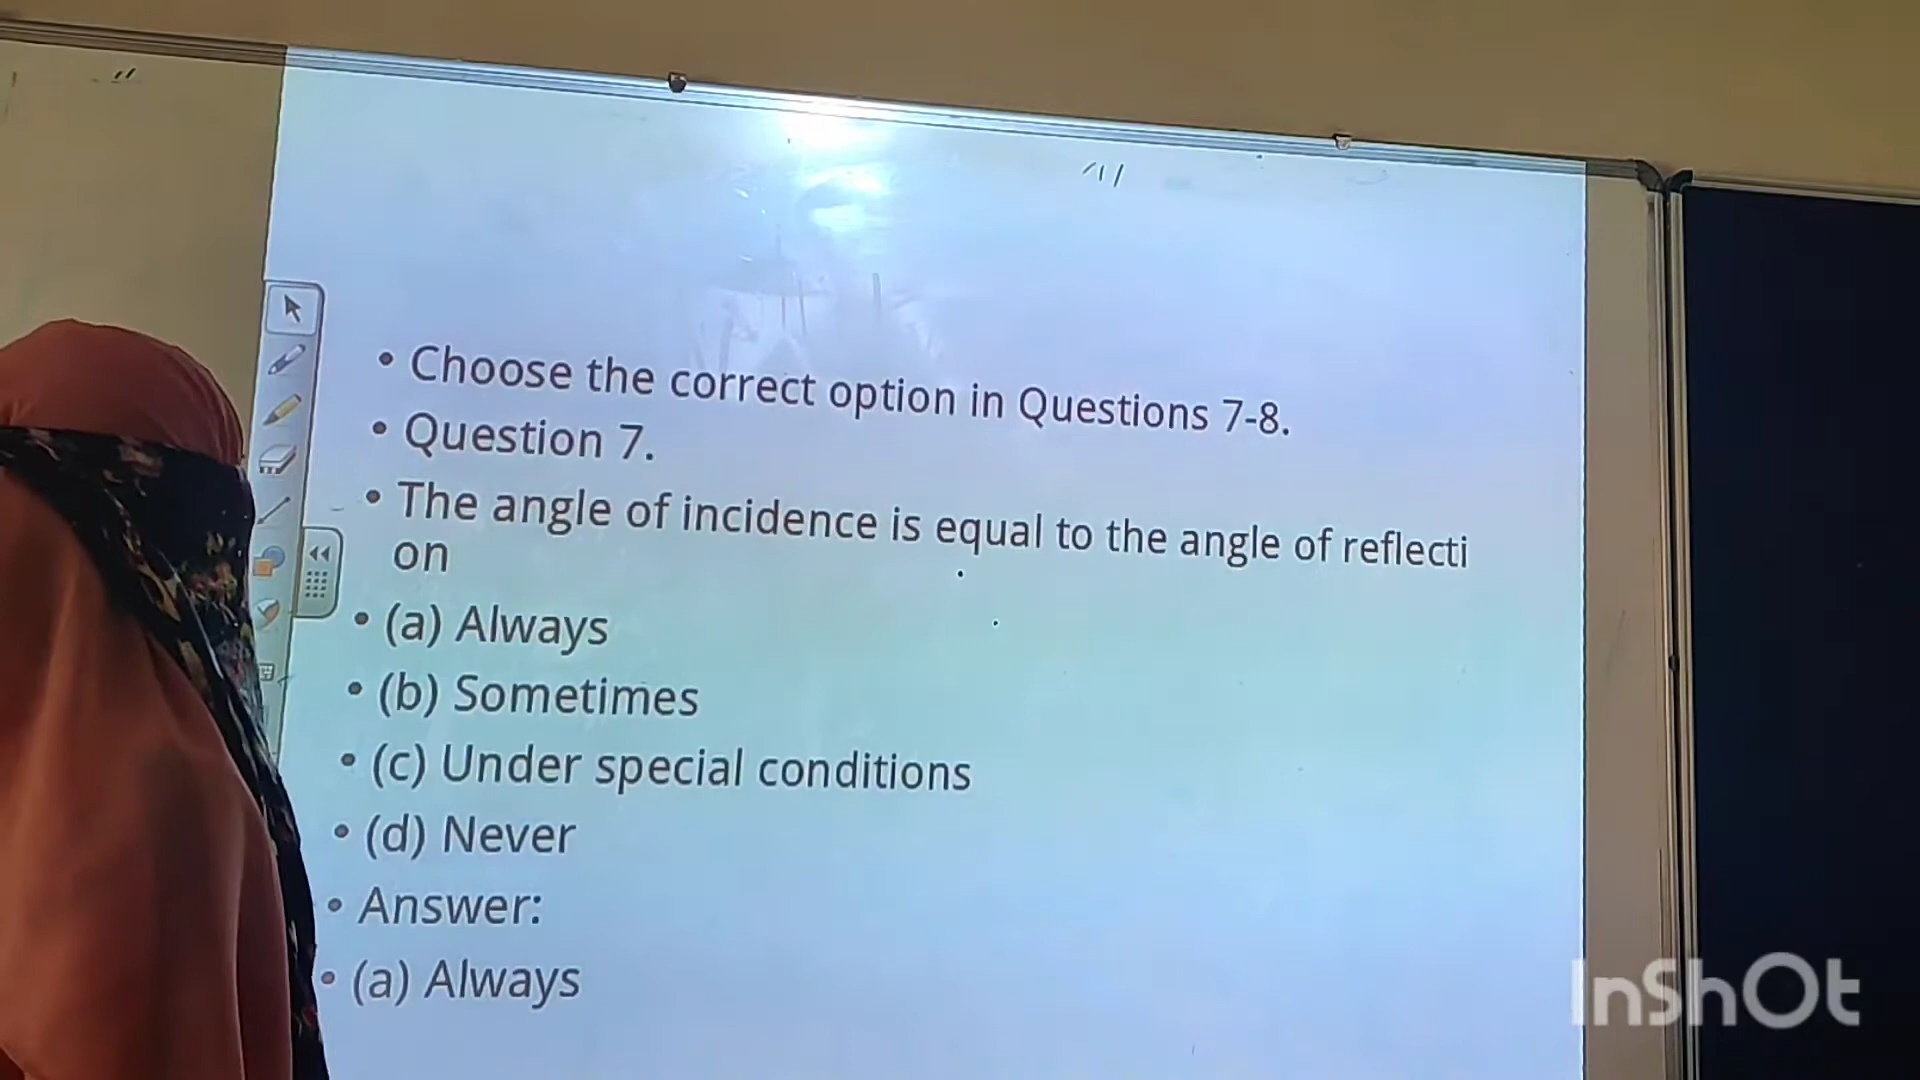 • Choose the correct option in Questions 7-8.
• Question 7.
• The angle of incidence is equal to the angle of reflecti
on
• (a) Always
• (b) Sometimes
• (c) Under special conditions
• (d) Never
• Answer:
• (a) Always
InShOt